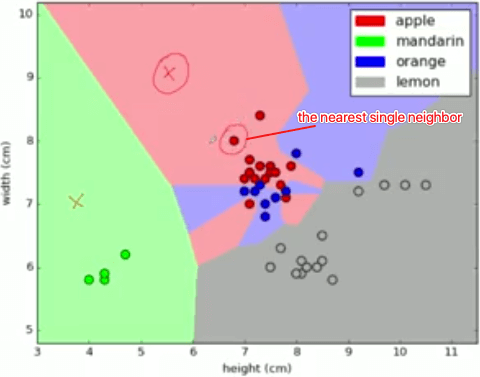 10
9
8
7
6
5
width (cm)
3 4 5 6 7 8 9 10 11
height (cm)
apple
mandarin
orange
lemon
the nearest single neighbor